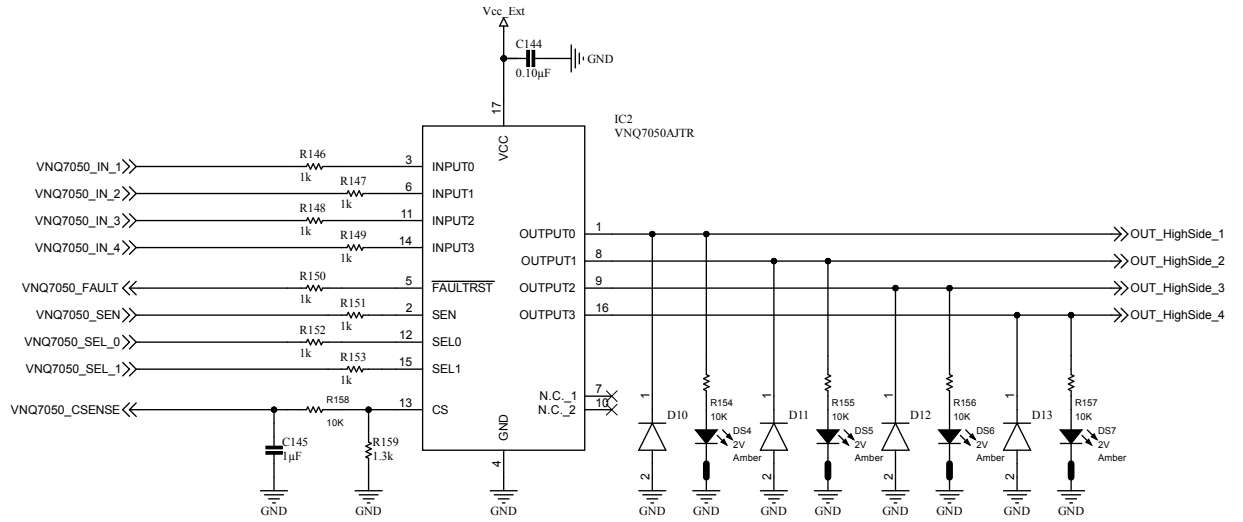 Vcc_Ext
C144
0.10µF
GND
17
VCC
IC2
VNQ7050AJTR
VNQ7050_IN_1
R146
1k
3
INPUT0
VNQ7050_IN_2
R147
1k
6
INPUT1
VNQ7050_IN_3
R148
1k
11
INPUT2
VNQ7050_IN_4
R149
1k
14
INPUT3
VNQ7050_FAULT
R150
1k
5
FAULTRST
VNQ7050_SEN
R151
1k
2
SEN
VNQ7050_SEL_0
R152
1k
12
SEL0
VNQ7050_SEL_1
R153
1k
15
SEL1
VNQ7050_CSENSE
R158
10K
13
CS
C145
1µF
R159
1.3k
GND
GND
GND
4
GND
OUTPUT0
1
OUT_HighSide_1
OUTPUT1
8
OUT_HighSide_2
OUTPUT2
9
OUT_HighSide_3
OUTPUT3
16
OUT_HighSide_4
N.C._1
7
N.C._2
10
1
D10
2
GND
R154
10K
DS4
2V
Amber
GND
1
D11
2
GND
R155
10K
DS5
2V
Amber
GND
1
D12
2
GND
R156
10K
DS6
2V
Amber
GND
1
D13
2
GND
R157
10K
DS7
2V
Amber
GND